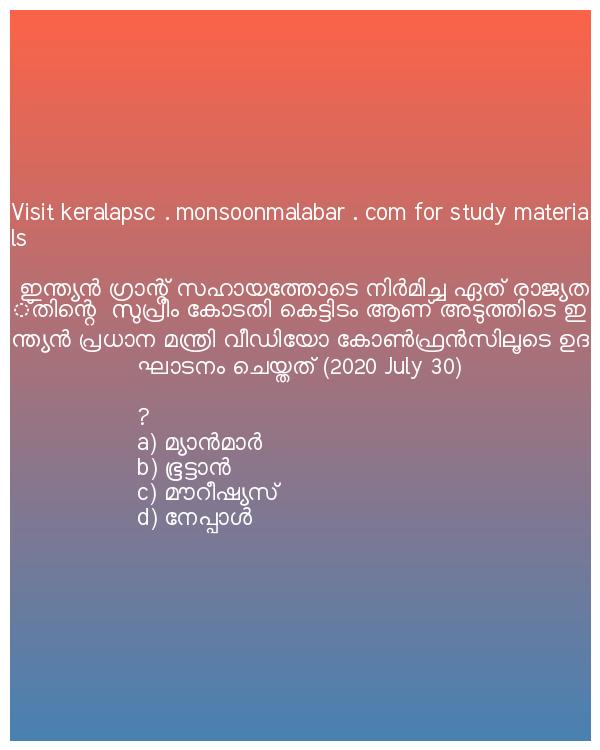 Visit keralapsc . monsoonmalabar . com for study materia
ls
ഇന്ത്യൻ ഗ്രാന്റ് സഹായത്തോടെ നിർമിച്ച ഏത് രാജ്യത
്തിന്റെ സുപ്രീം കോടതി കെട്ടിടം ആണ് അടുത്തിടെ ഇ
ന്ത്യൻ പ്രധാന മന്ത്രി വീഡിയോ കോൺഫ്രൻസിലൂടെ ഉദ
ഘാടനം ചെയ്തത് (2020 July 30)
?
a) മ്യാൻമാർ
b) ഭൂട്ടാൻ
c) മൗറീഷ്യസ്
d) നേപ്പാൾ